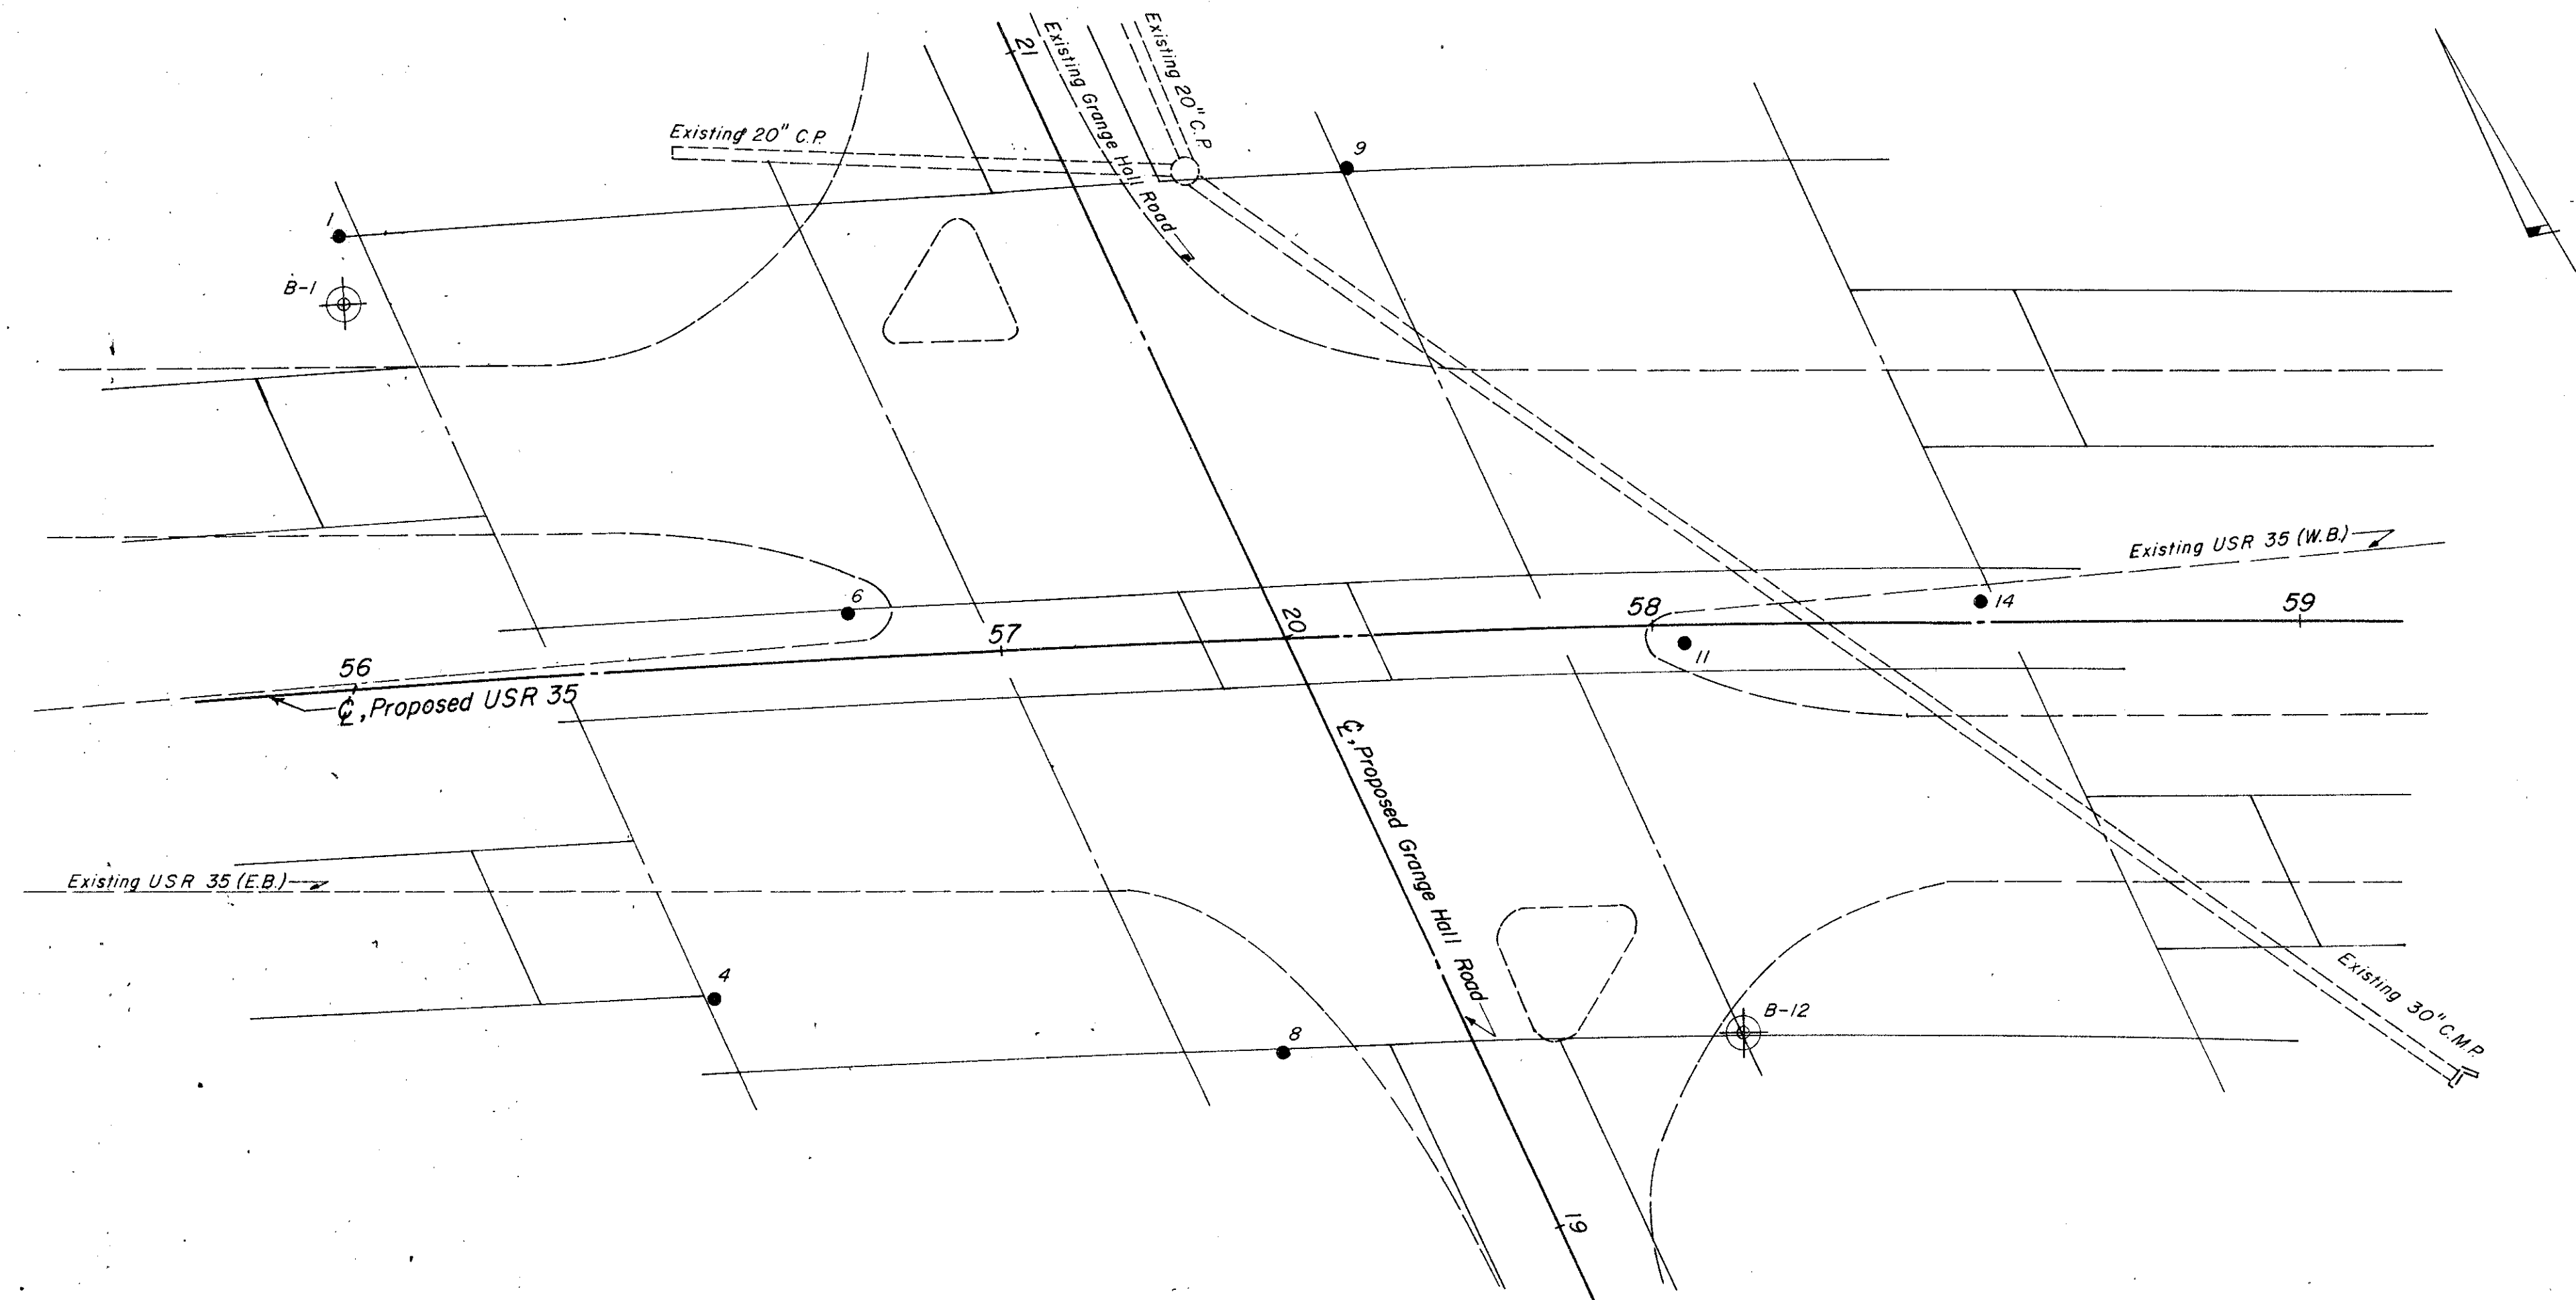 21
Existing Grange Hall Road
Existing 20" C.P.
Existing 20" C.P.
9
1
B-1
Existing USR 35 (W.B.)
6
20
58
14
59
57
11
56
℄, Proposed USR 35
℄, Proposed Grange Hall Road
Existing USR 35 (E.B.)
4
8
B-12
Existing 30" C.M.P.
19